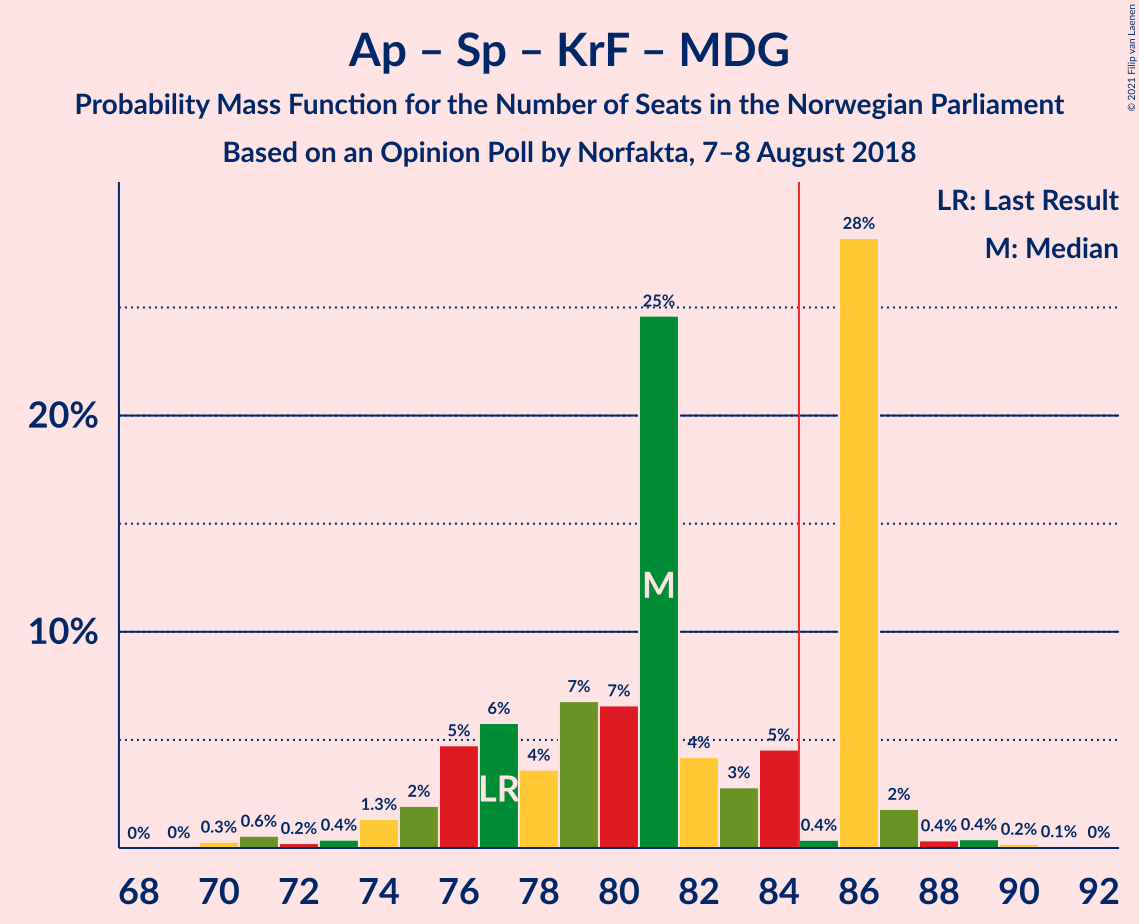 Ap – Sp – KrF – MDG
Probability Mass Function for the Number of Seats in the Norwegian Parliament
Based on an Opinion Poll by Norfakta, 7–8 August 2018
© 2021 Filip van Laenen
LR: Last Result
M: Median
20%
10%
0% 0% 0.3% 0.6% 0.2% 0.4% 1.3% 2% 5% 6% 4% 7% 7% 25% 4% 3% 5% 0.4% 28% 2% 0.4% 0.4% 0.2% 0.1% 0%
LR
M
68 70 72 74 76 78 80 82 84 86 88 90 92